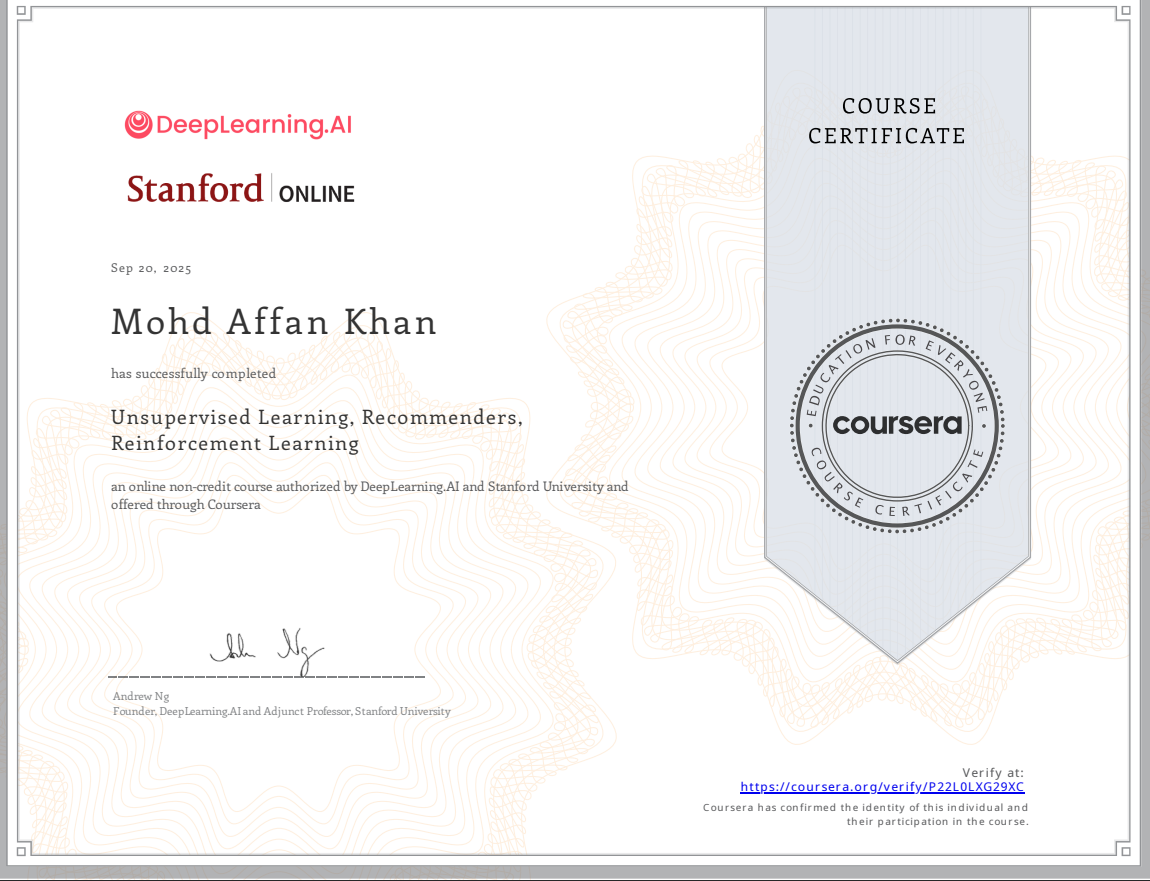 DeepLearning.AI
Stanford ONLINE
Sep 20, 2025
Mohd Affan Khan
has successfully completed
Unsupervised Learning, Recommenders,
Reinforcement Learning
an online non-credit course authorized by DeepLearning.AI and Stanford University and
offered through Coursera
Andrew Ng
Founder, DeepLearning.AI and Adjunct Professor, Stanford University
COURSE
CERTIFICATE
EDUCATION FOR EVERYONE
coursera
COURSE CERTIFICATE
Verify at:
https://coursera.org/verify/P22L0LXG29XC
Coursera has confirmed the identity of this individual and
their participation in the course.